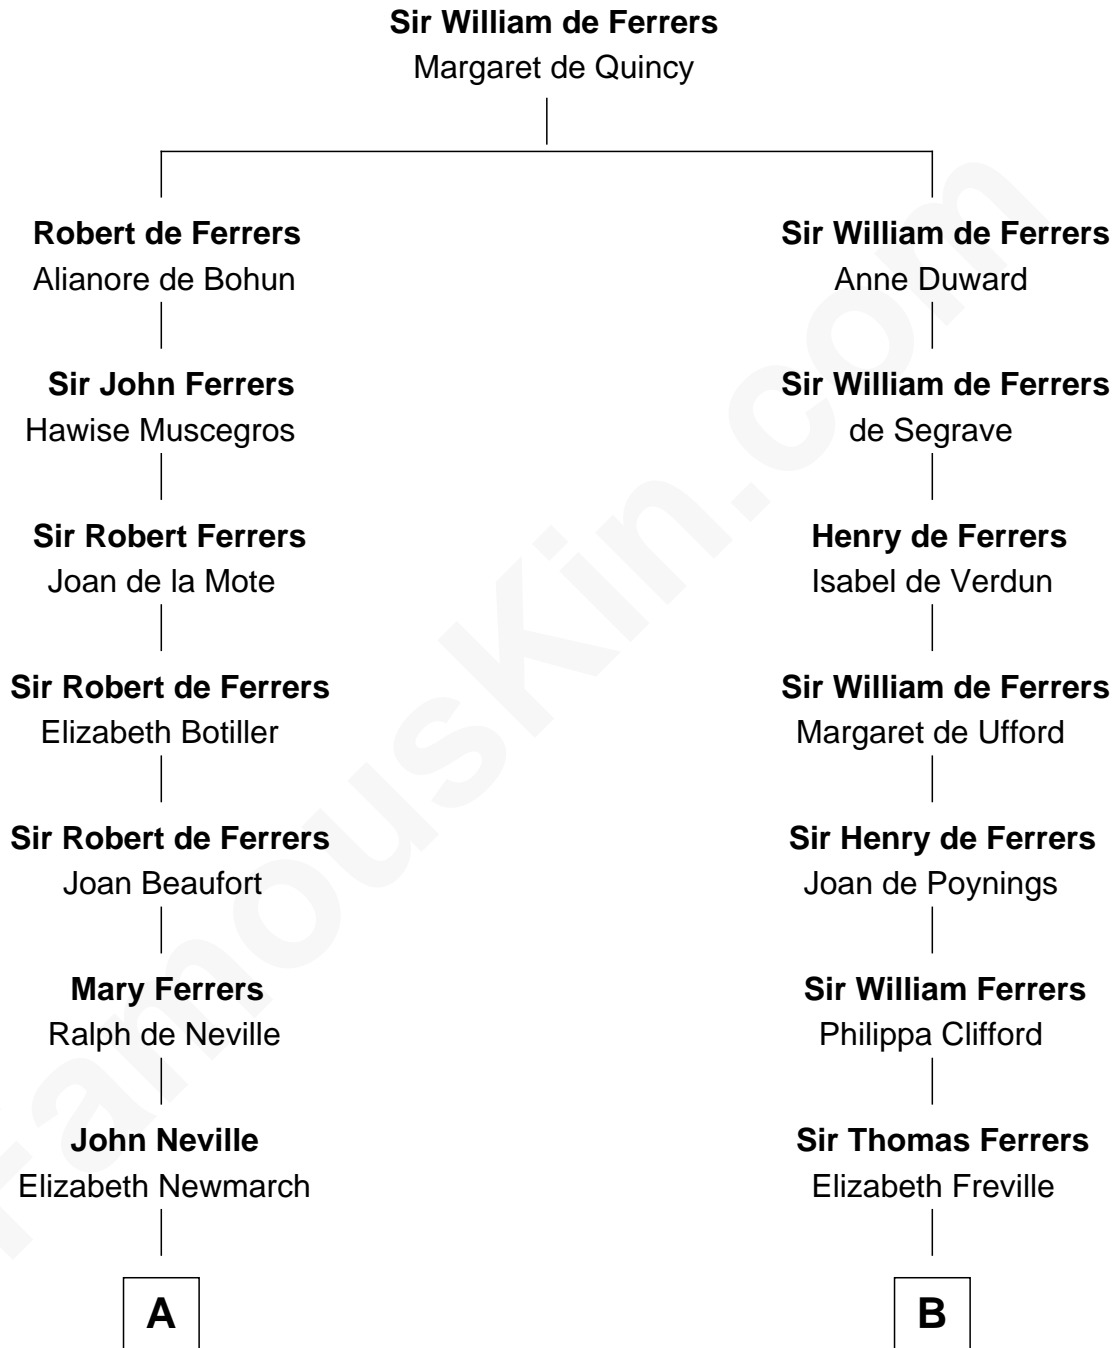 Sir William de Ferrers
Margaret de Quincy
Robert de Ferrers
Alianore de Bohun
Sir William de Ferrers
Anne Duward
Sir John Ferrers
Hawise Muscegros
Sir William de Ferrers
de Segrave
Sir Robert Ferrers
Joan de la Mote
Henry de Ferrers
Isabel de Verdun
Sir Robert de Ferrers
Elizabeth Botiller
Sir William de Ferrers
Margaret de Ufford
Sir Robert de Ferrers
Joan Beaufort
Sir Henry de Ferrers
Joan de Poynings
Mary Ferrers
Ralph de Neville
Sir William Ferrers
Philippa Clifford
John Neville
Elizabeth Newmarch
Sir Thomas Ferrers
Elizabeth Freville
A
B
FamousKin.com